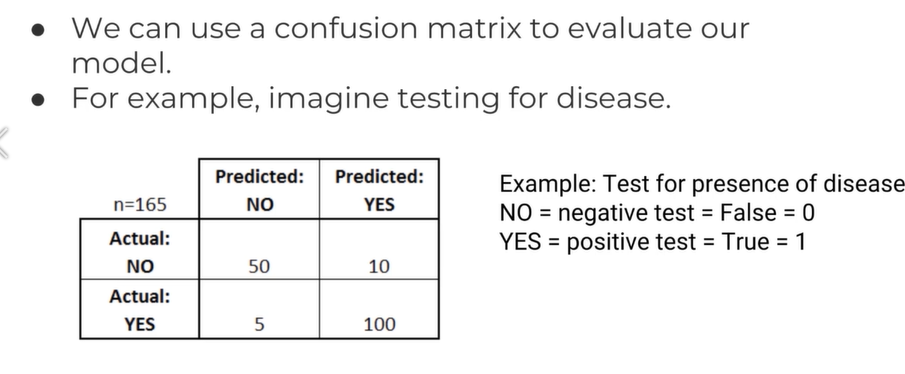 ● We can use a confusion matrix to evaluate our
model.
● For example, imagine testing for disease.
Predicted: Predicted:
n=165 NO YES
Actual:
NO 50 10
Actual:
YES 5 100
Example: Test for presence of disease
NO = negative test = False = 0
YES = positive test = True = 1